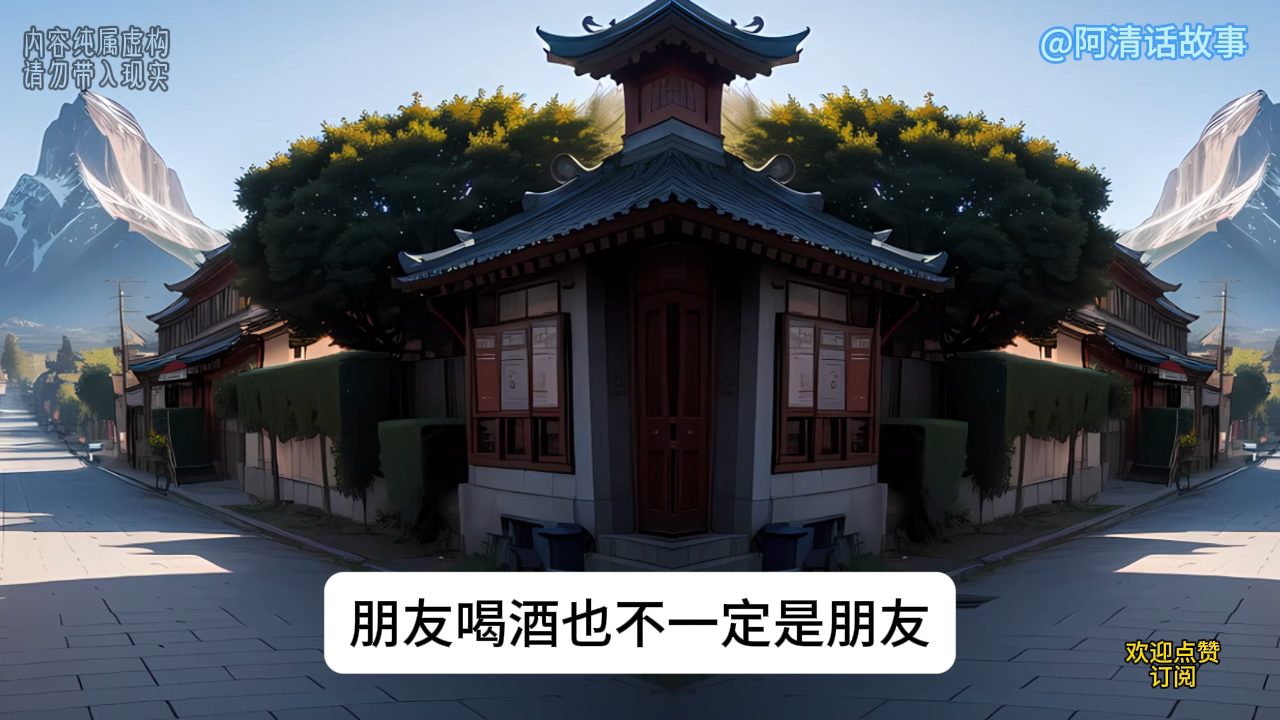 内容纯属虚构
请勿带入现实
@阿清话故事
朋友喝酒也不一定是朋友
欢迎点赞
订阅